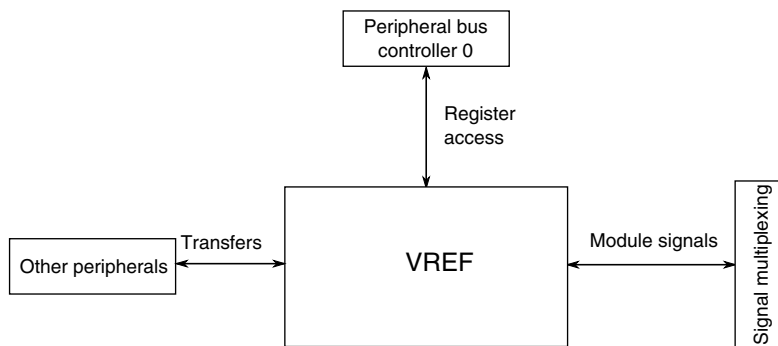 Peripheral bus
controller 0
Register
access
Transfers
Other peripherals
VREF
Module signals
Signal multiplexing